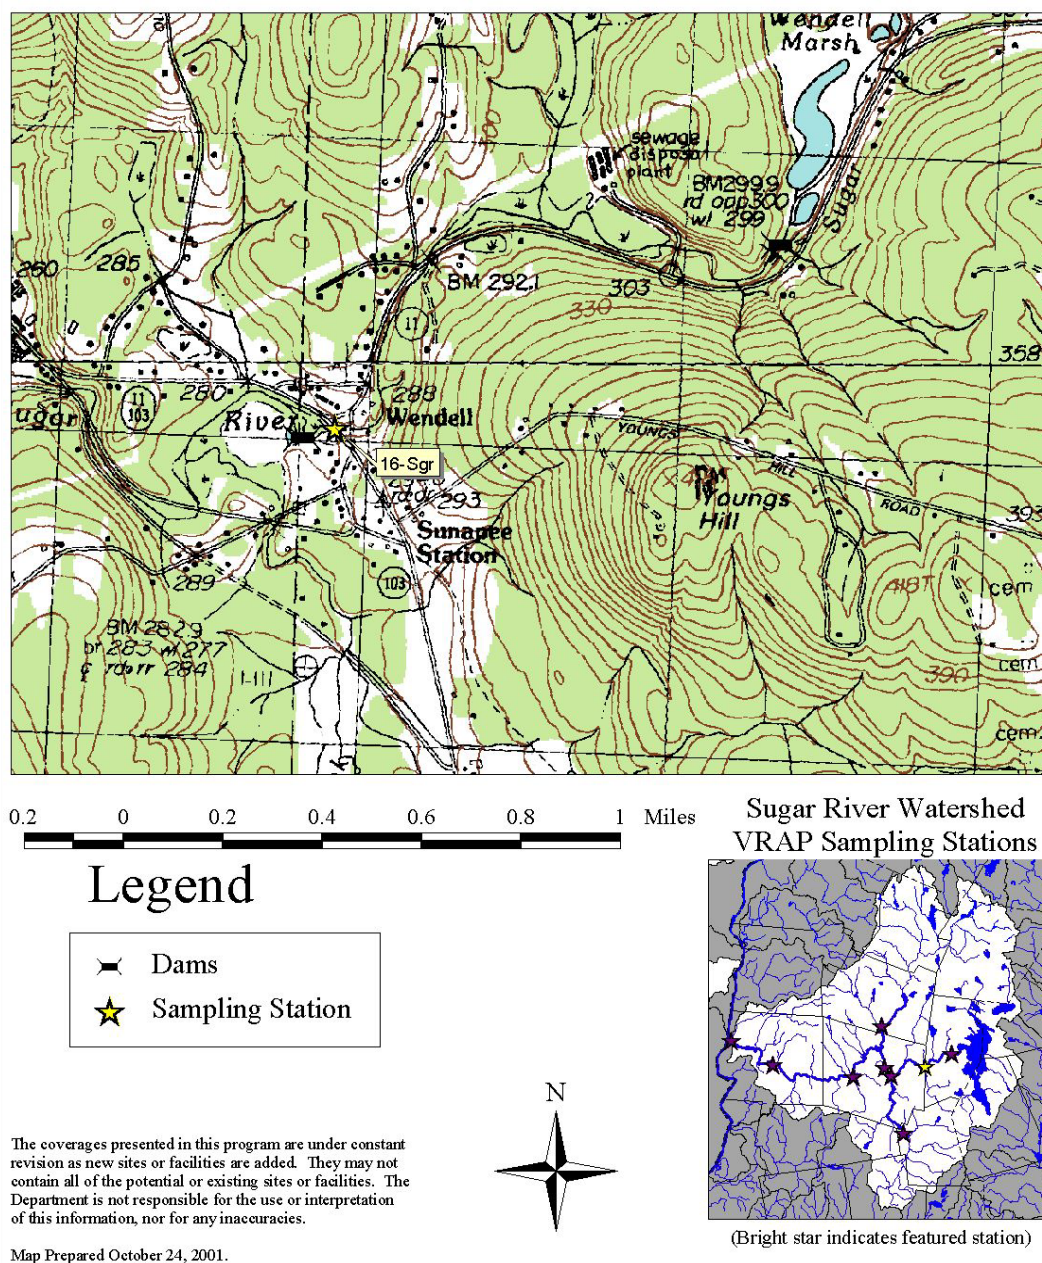 Wendell
Marsh
sewage
disposal
plant
BM2999
rd opp300
wl 299
Sugar
260
285
BM 292.1
303
330
11
358
280
288
11
103
ugar
River
Wendell
YOUNGS
HILL
ROAD
16-Sgr
293
Youngs
Hill
393
Sunapee
Station
103
289
418T
cem
BM 2829
br 283 wl 277
284
390
cem
cem
0.2 0 0.2 0.4 0.6 0.8 1 Miles
Legend
Dams
Sampling Station
Sugar River Watershed
VRAP Sampling Stations
N
The coverages presented in this program are under constant
revision as new sites or facilities are added. They may not
contain all of the potential or existing sites or facilities. The
Department is not responsible for the use or interpretation
of this information, nor for any inaccuracies.
Map Prepared October 24, 2001.
(Bright star indicates featured station)